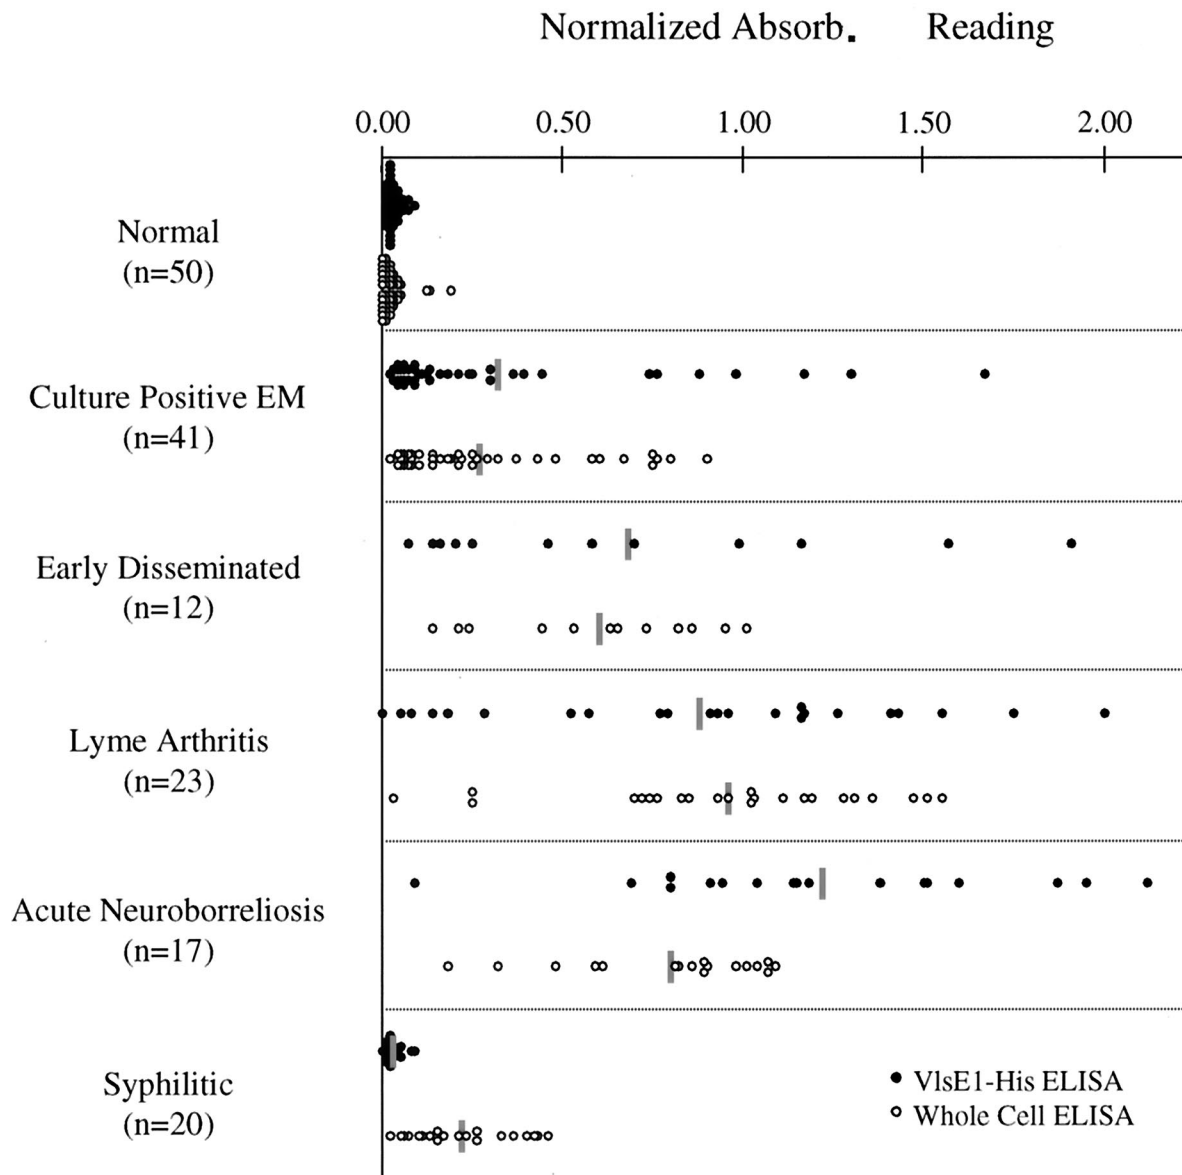 Normalized Absorb. Reading
0.00 0.50 1.00 1.50 2.00
Normal
(n=50)
Culture Positive EM
(n=41)
Early Disseminated
(n=12)
Lyme Arthritis
(n=23)
Acute Neuroborreliosis
(n=17)
Syphilitic
(n=20)
VlsE1-His ELISA
Whole Cell ELISA